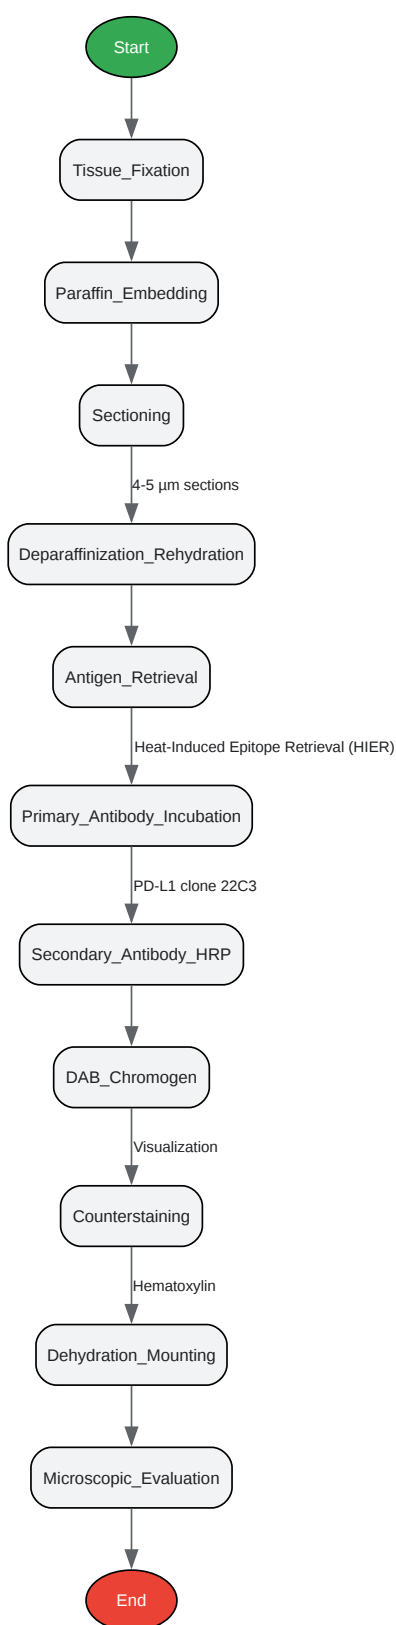 Start
Tissue_Fixation
Paraffin_Embedding
Sectioning
4-5 µm sections
Deparaffinization_Rehydration
Antigen_Retrieval
Heat-Induced Epitope Retrieval (HIER)
Primary_Antibody_Incubation
PD-L1 clone 22C3
Secondary_Antibody_HRP
DAB_Chromogen
Visualization
Counterstaining
Hematoxylin
Dehydration_Mounting
Microscopic_Evaluation
End